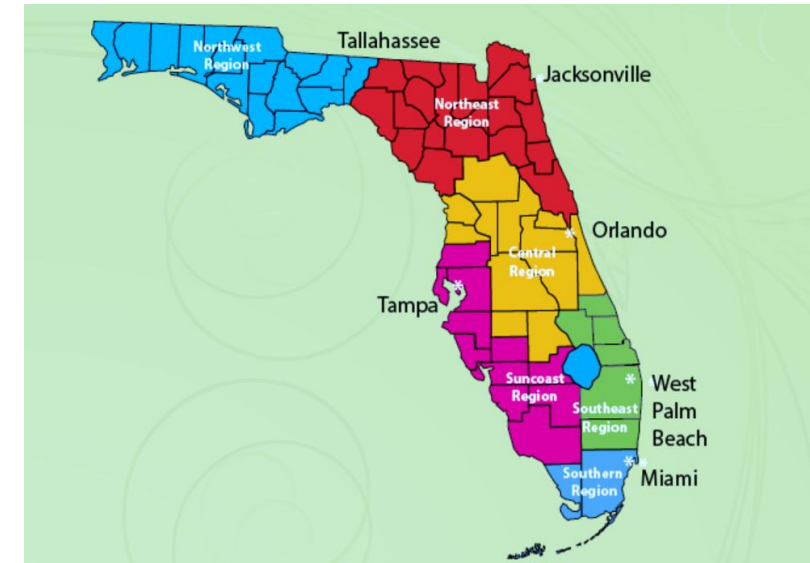 Northwest
Region
Tallahassee
Jacksonville
Northeast
Region
Orlando
Central
Region
Tampa
Suncoast
Region
West
Palm
Beach
Southeast
Region
Southern
Region
Miami